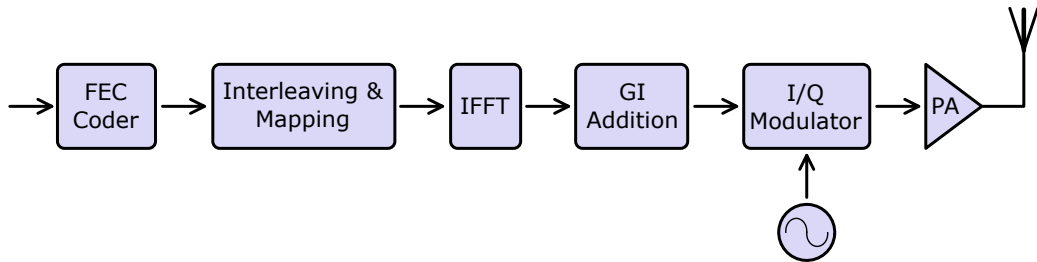 FEC
Coder
Interleaving &
Mapping
IFFT
GI
Addition
I/Q
Modulator
PA